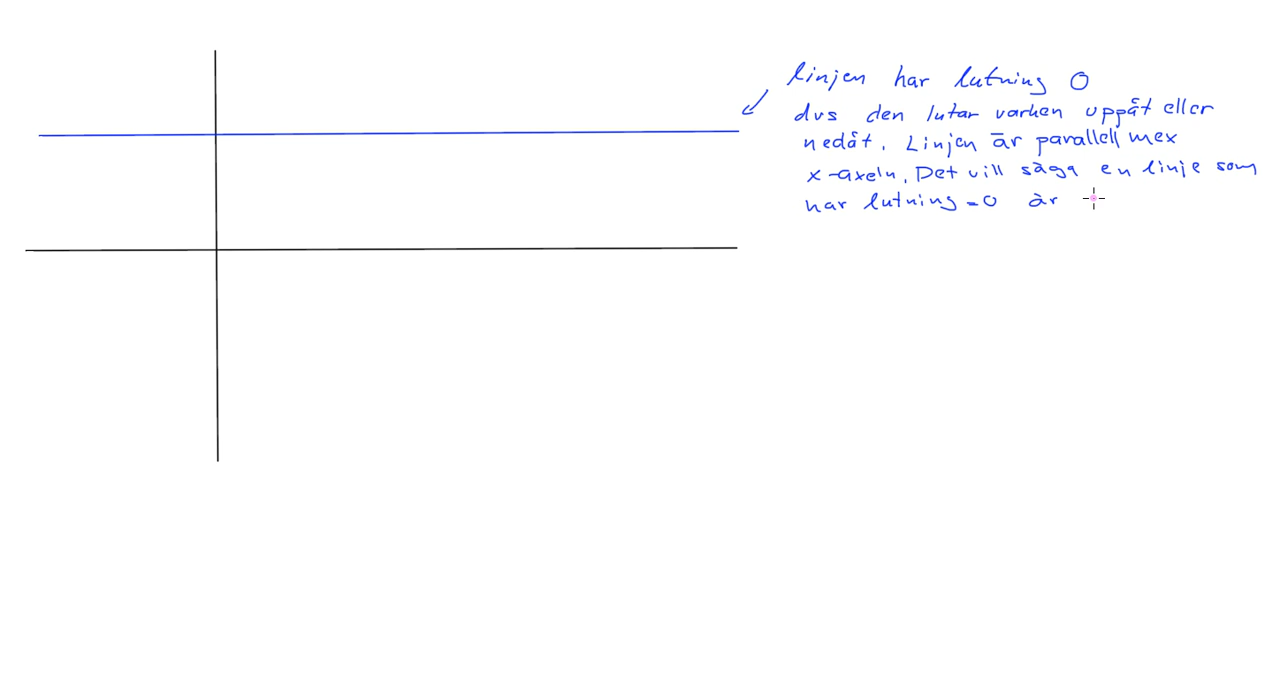 linjen har lutning 0
dvs den lutar varken uppåt eller
nedåt. Linjen är parallell mex
x-axeln. Det vill säga en linje som
har lutning = 0 är